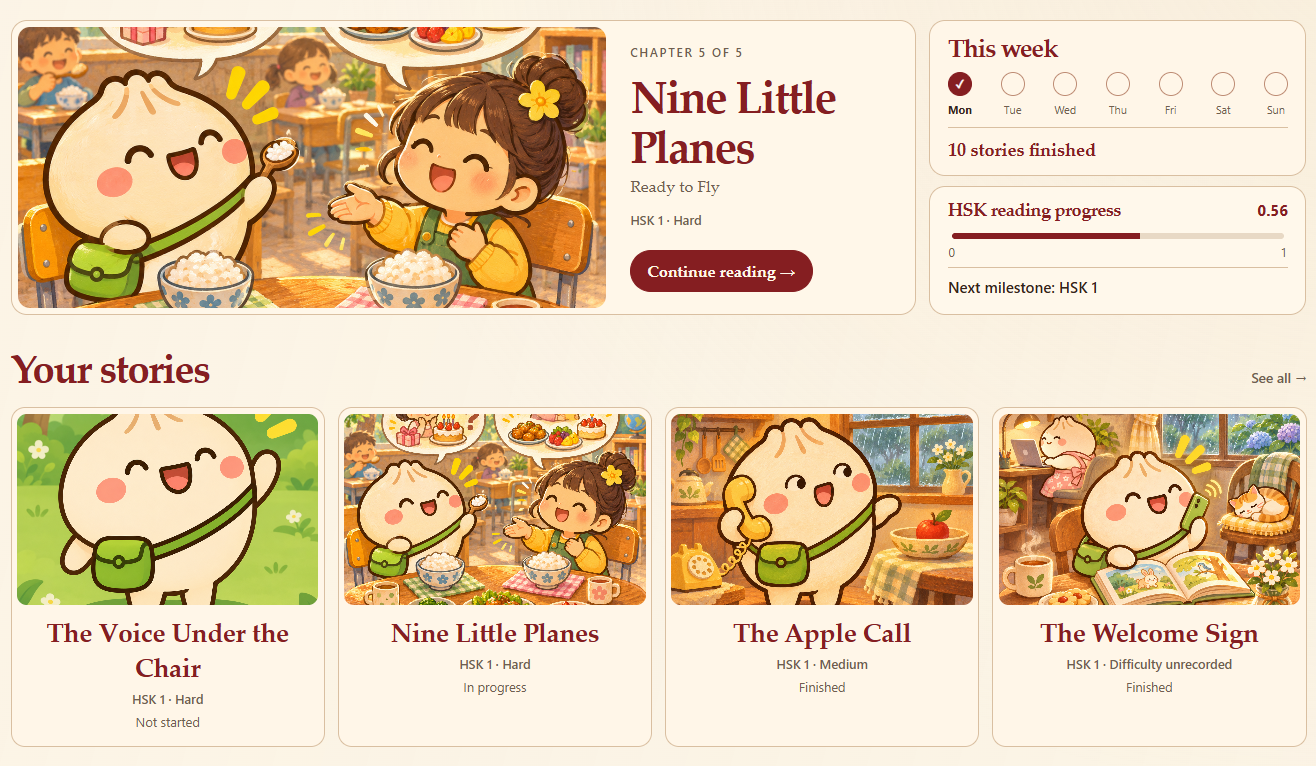 CHAPTER 5 OF 5
Nine Little
Planes
Ready to Fly
HSK 1 · Hard
Continue reading →
This week
Mon Tue Wed Thu Fri Sat Sun
10 stories finished
HSK reading progress 0.56
0 1
Next milestone: HSK 1
Your stories
See all →
The Voice Under the
Chair
HSK 1 · Hard
Not started
Nine Little Planes
HSK 1 · Hard
In progress
The Apple Call
HSK 1 · Medium
Finished
The Welcome Sign
HSK 1 · Difficulty unrecorded
Finished